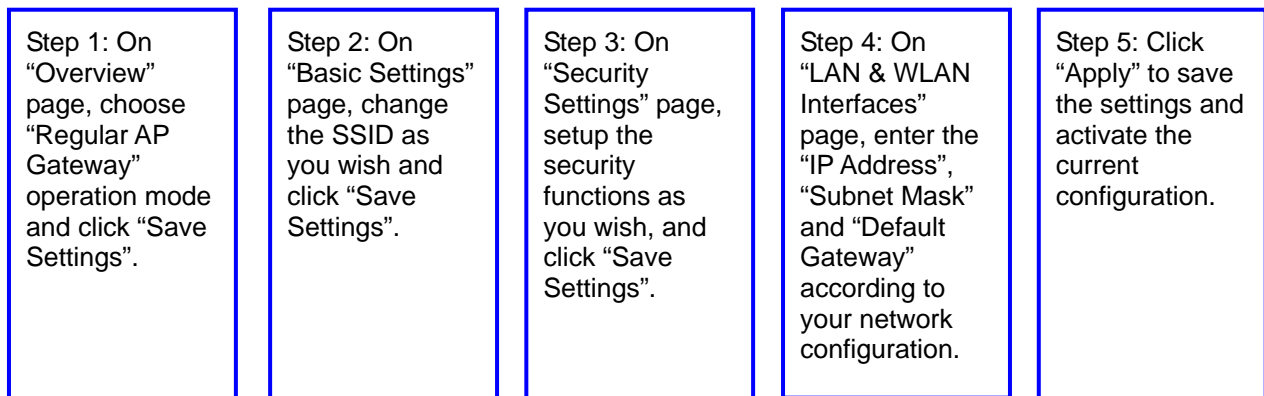 Step 1: On
“Overview”
page, choose
“Regular AP
Gateway”
operation mode
and click “Save
Settings”.
Step 2: On
“Basic Settings”
page, change
the SSID as
you wish and
click “Save
Settings”.
Step 3: On
“Security
Settings” page,
setup the
security
functions as
you wish, and
click “Save
Settings”.
Step 4: On
“LAN & WLAN
Interfaces”
page, enter the
“IP Address”,
“Subnet Mask”
and “Default
Gateway”
according to
your network
configuration.
Step 5: Click
“Apply” to save
the settings and
activate the
current
configuration.